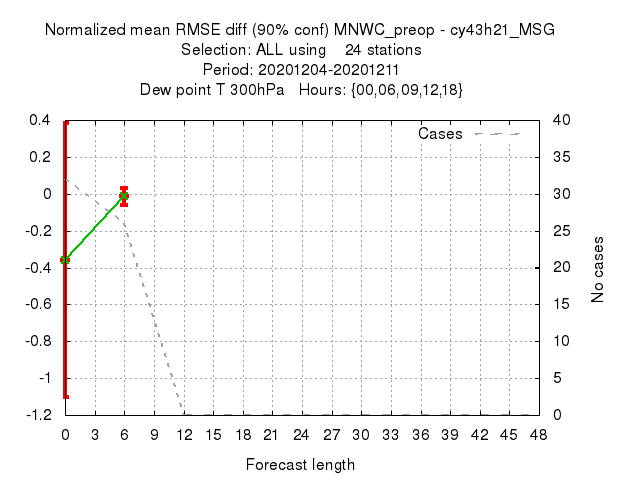 Normalized mean RMSE diff (90% conf) MNWC_preop - cy43h21_MSG
Selection: ALL using 24 stations
Period: 20201204-20201211
Dew point T 300hPa Hours: {00,06,09,12,18}
Cases
0.4
0.2
0
-0.2
-0.4
-0.6
-0.8
-1
-1.2
40
35
30
25
20
15
10
5
0
No cases
0 3 6 9 12 15 18 21 24 27 30 33 36 39 42 45 48
Forecast length